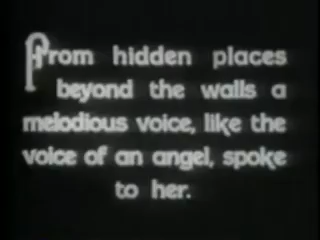 From hidden places
beyond the walls a
melodious voice, like the
voice of an angel, spoke
to her.